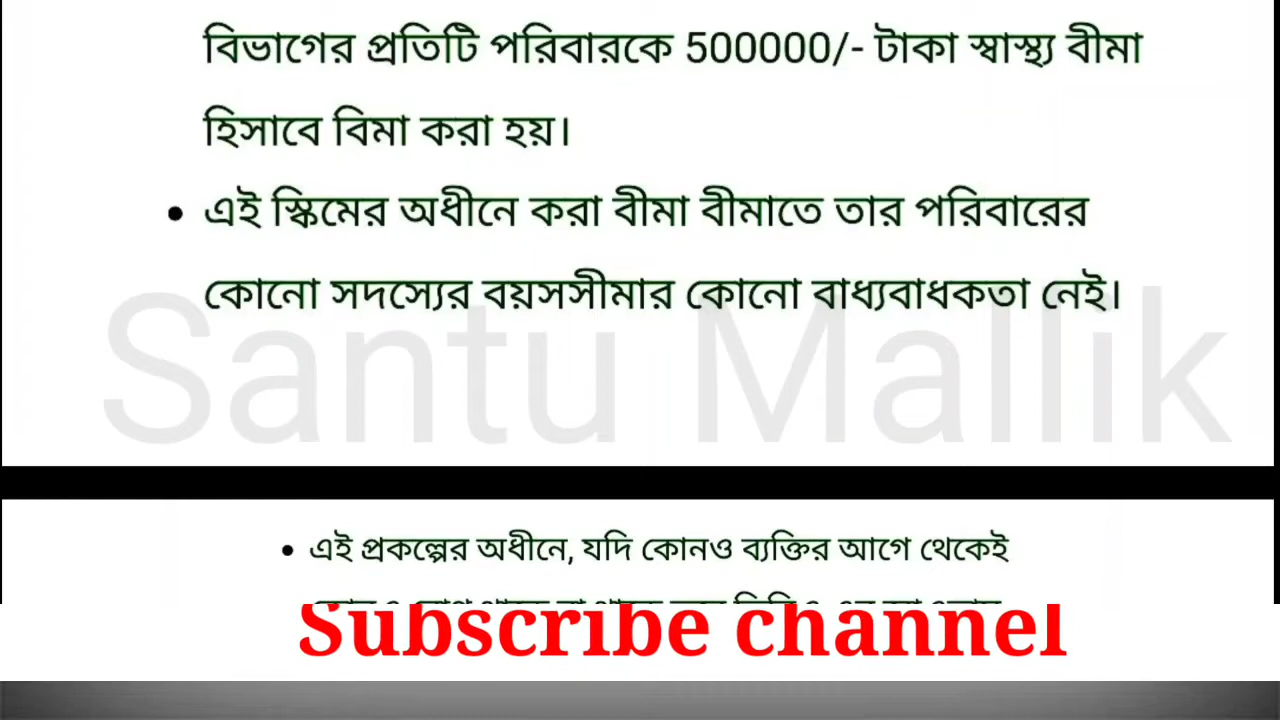 বিভাগের প্রতিটি পরিবারকে 500000/- টাকা স্বাস্থ্য বীমা
হিসাবে বিমা করা হয়।
• এই স্কিমের অধীনে করা বীমা বীমাতে তার পরিবারের
কোনো সদস্যের বয়সসীমার কোনো বাধ্যবাধকতা নেই।
Santu Mallik
• এই প্রকল্পের অধীনে, যদি কোনও ব্যক্তির আগে থেকেই
Subscribe channel